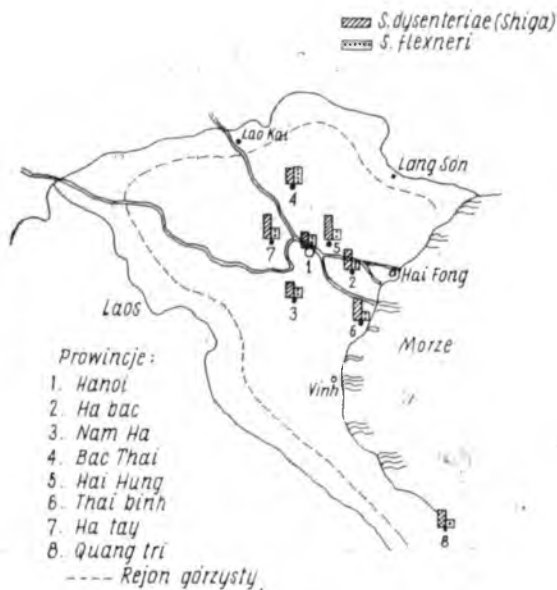 S. dysenteriae (Shiga)
S. flexneri
Lao Kai
Lang Són
4
7
1
5
2
Hai Fong
3
6
Laos
Morze
Vinh
Prowincje:
1. Hanoi
2. Ha bac
3. Nam Ha
4. Bac Thai
5. Hai Hung
6. Thai binh
7. Ha tay
8. Quang tri
8
---- Rejon górzysty